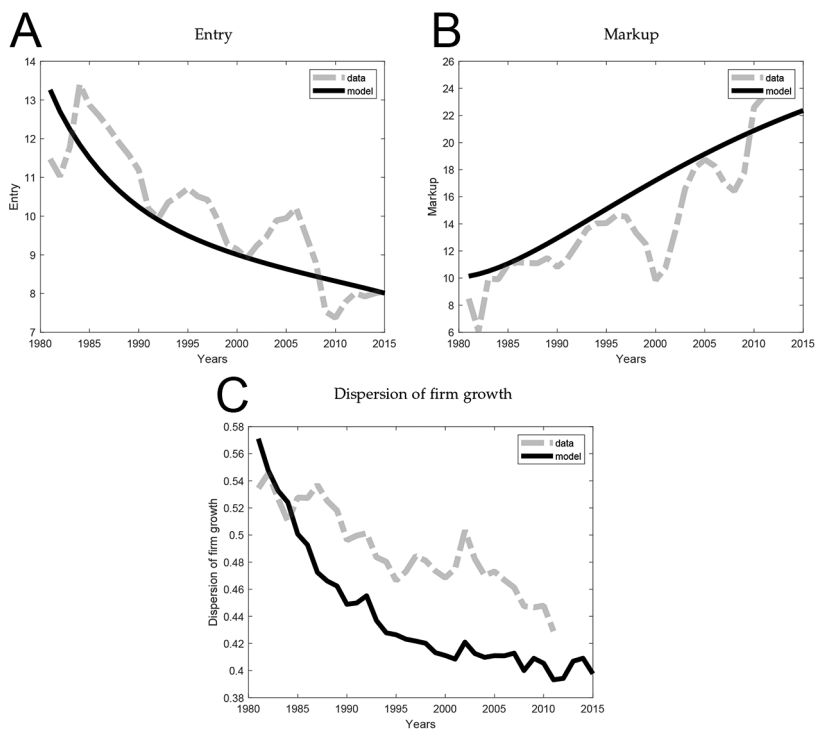 A
Entry
14
13
12
11
10
9
8
7
Entry
1980 1985 1990 1995 2000 2005 2010 2015
Years
data
model
B
Markup
26
24
22
20
18
16
14
12
10
8
6
Markup
1980 1985 1990 1995 2000 2005 2010 2015
Years
data
model
C
Dispersion of firm growth
0.58
0.56
0.54
0.52
0.5
0.48
0.46
0.44
0.42
0.4
0.38
Dispersion of firm growth
1980 1985 1990 1995 2000 2005 2010 2015
Years
data
model